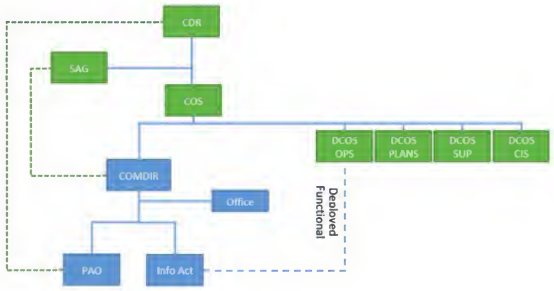 CDR
SAG
COS
DCOS
OPS
DCOS
PLANS
DCOS
SUP
DCOS
CIS
COMDIR
Office
Deployed
Functional
PAO
Info Act